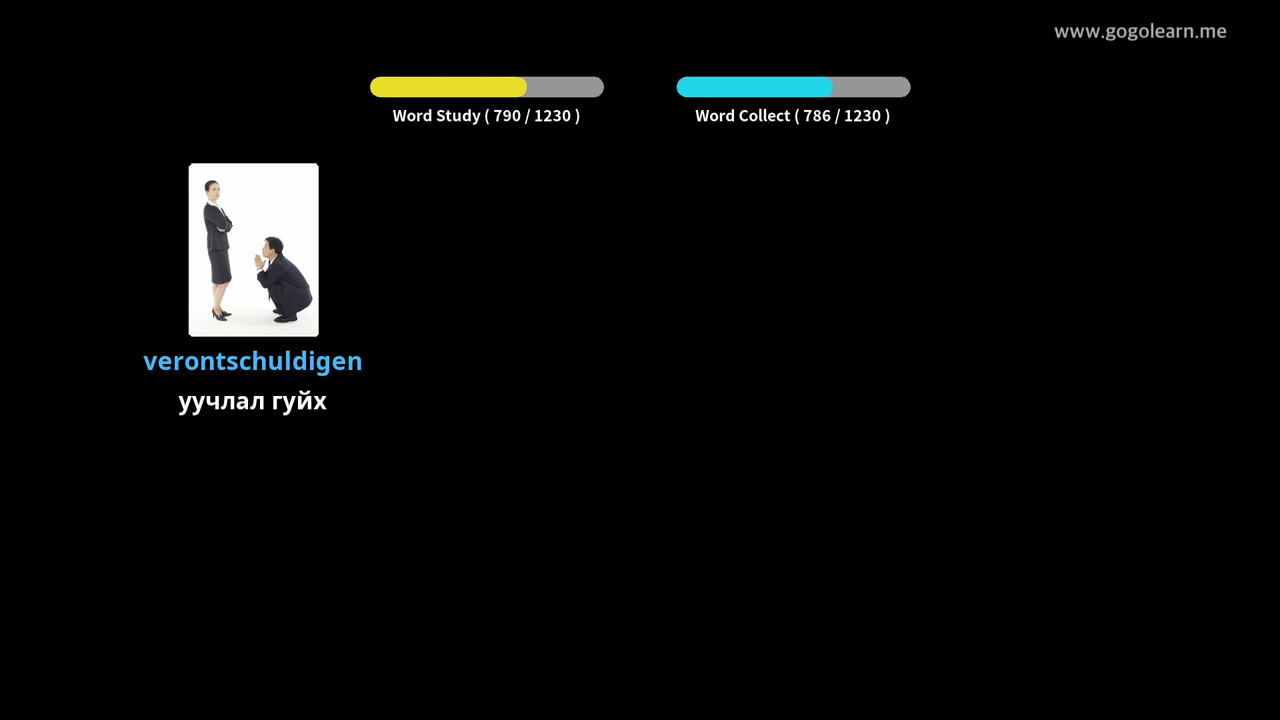 www.gogolearn.me
Word Study ( 790 / 1230 )
Word Collect ( 786 / 1230 )
verontschuldigen
уучлал гуйх